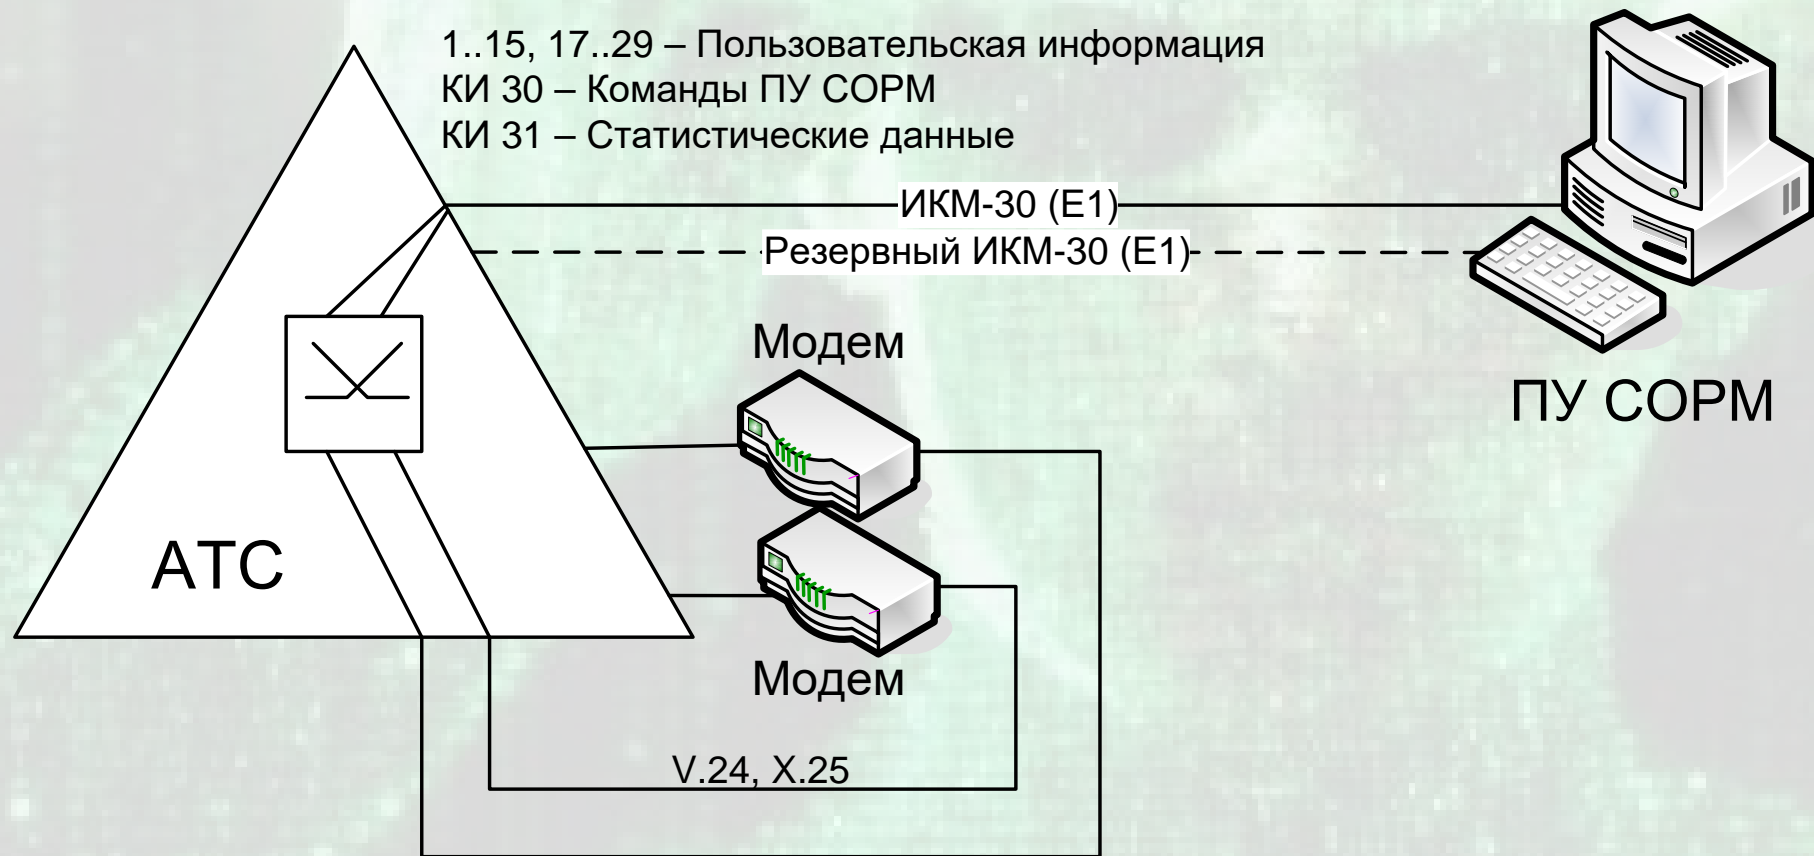 1..15, 17..29 – Пользовательская информация
КИ 30 – Команды ПУ СОРМ
КИ 31 – Статистические данные
ИКМ-30 (Е1)
Резервный ИКМ-30 (Е1)
Модем
ПУ СОРМ
АТС
Модем
V.24, X.25